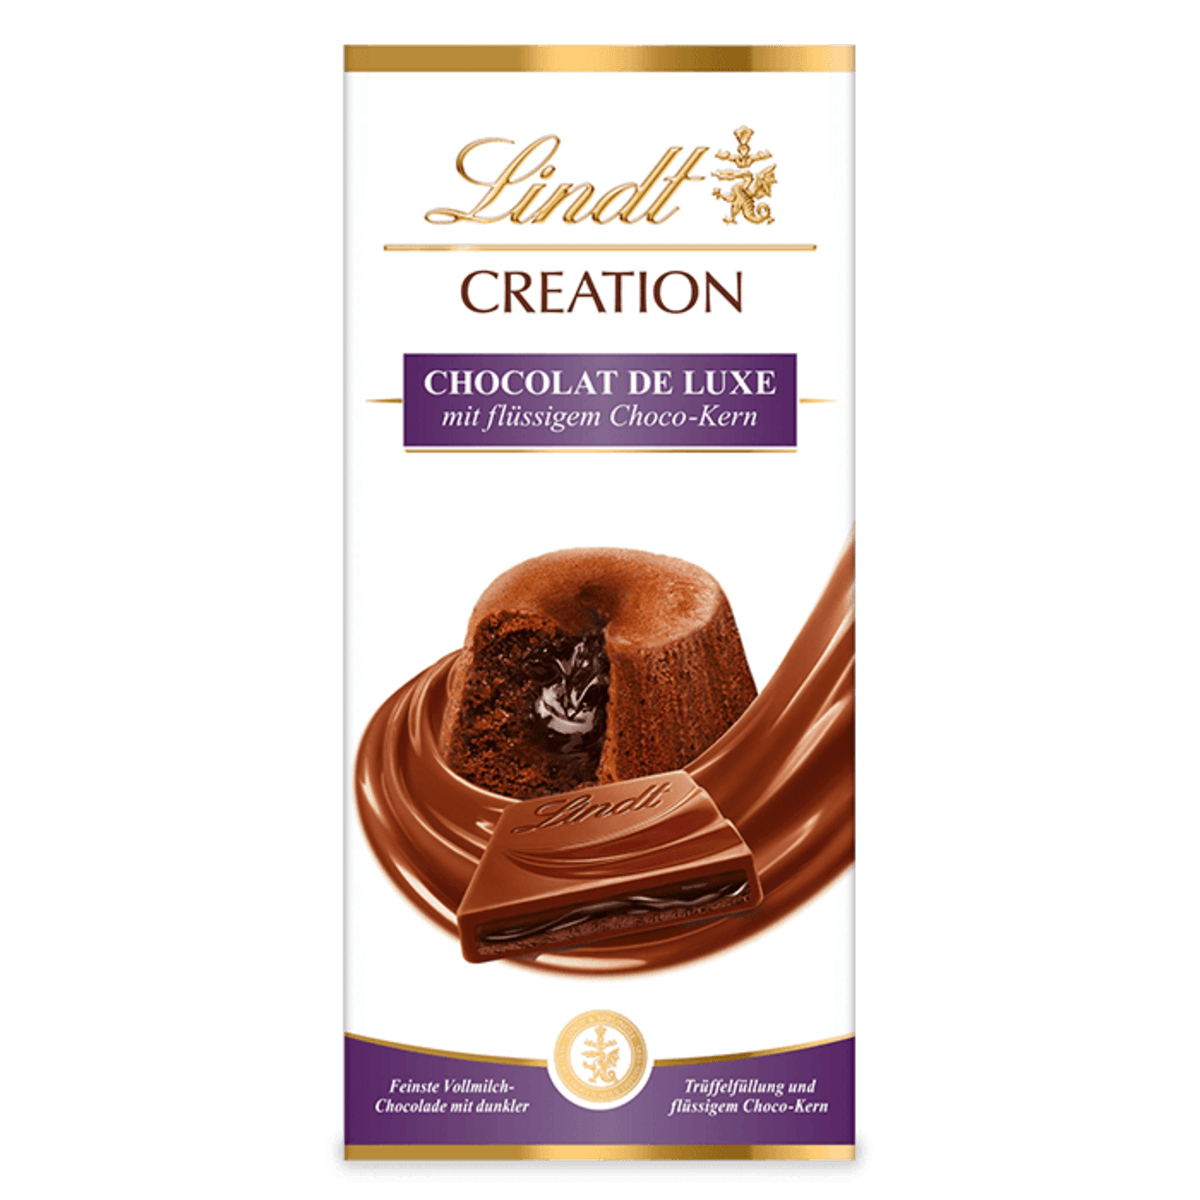 Lindt
CREATION
CHOCOLAT DE LUXE
mit flüssigem Choco-Kern
Lindt
Feinste Vollmilch-
Chocolade mit dunkler
Trüffelfüllung und
flüssigem Choco-Kern